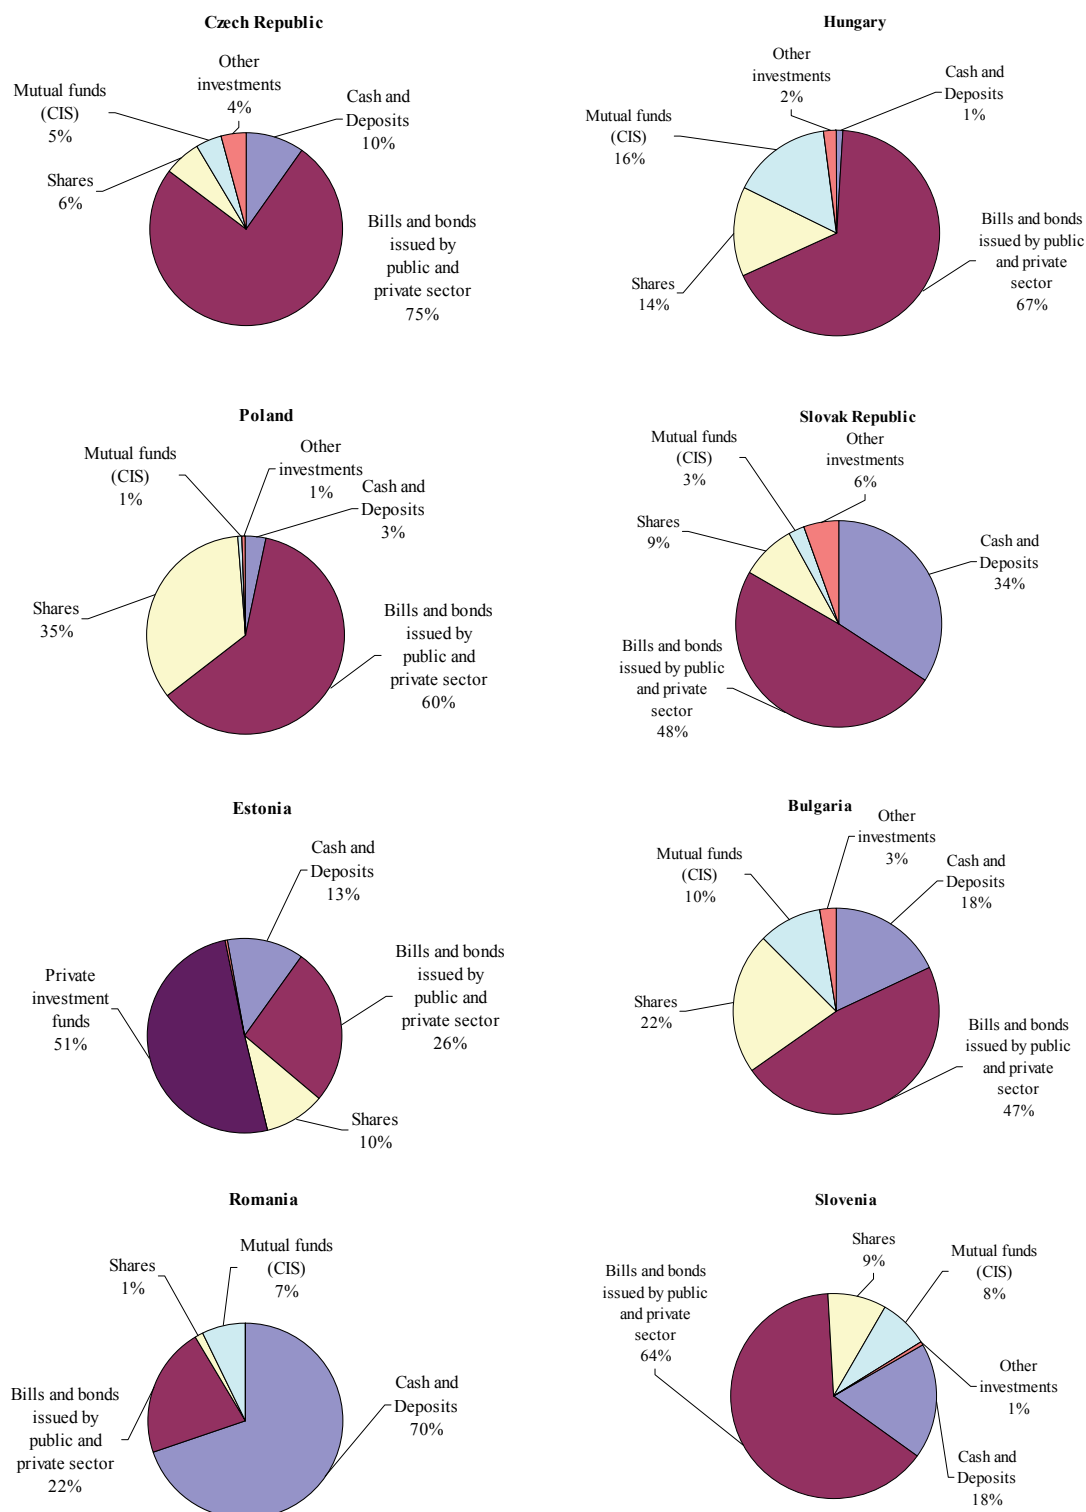 Czech Republic
Other
investments
4%
Mutual funds
(CIS)
5%
Cash and
Deposits
10%
Shares
6%
Bills and bonds
issued by
public and
private sector
75%
Hungary
Other
investments
2%
Cash and
Deposits
1%
Mutual funds
(CIS)
16%
Bills and bonds
issued by public
and private
sector
67%
Shares
14%
Poland
Mutual funds
(CIS)
1%
Other
investments
1%
Cash and
Deposits
3%
Shares
35%
Bills and bonds
issued by
public and
private sector
60%
Slovak Republic
Mutual funds
(CIS)
3%
Other
investments
6%
Shares
9%
Cash and
Deposits
34%
Bills and bonds
issued by public
and private
sector
48%
Estonia
Cash and
Deposits
13%
Private
investment
funds
51%
Bills and bonds
issued by
public and
private sector
26%
Shares
10%
Bulgaria
Other
investments
3%
Mutual funds
(CIS)
10%
Cash and
Deposits
18%
Shares
22%
Bills and bonds
issued by public
and private
sector
47%
Romania
Shares
1%
Mutual funds
(CIS)
7%
Bills and bonds
issued by
public and
private sector
22%
Cash and
Deposits
70%
Slovenia
Shares
9%
Mutual funds
(CIS)
8%
Bills and bonds
issued by public
and private
sector
64%
Other
investments
1%
Cash and
Deposits
18%